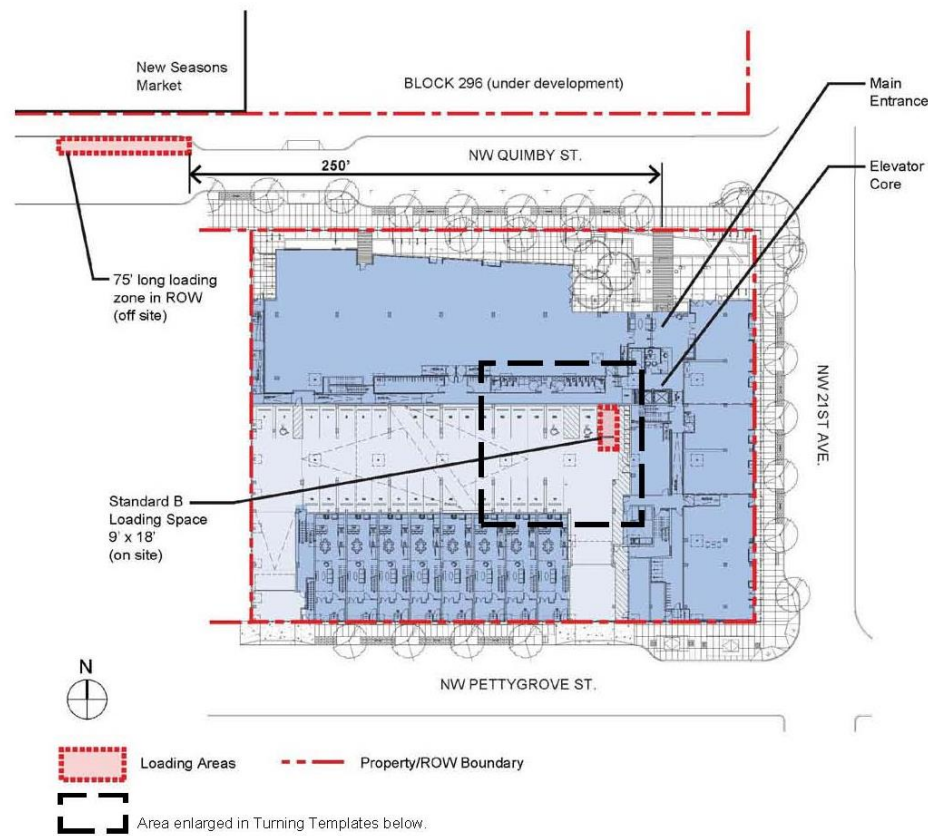 New Seasons
Market
BLOCK 296 (under development)
Main
Entrance
NW QUIMBY ST.
250'
Elevator
Core
75' long loading
zone in ROW
(off site)
NW 21ST AVE.
Standard B
Loading Space
9' x 18'
(on site)
NW PETTYGROVE ST.
N
Loading Areas
Property/ROW Boundary
Area enlarged in Turning Templates below.